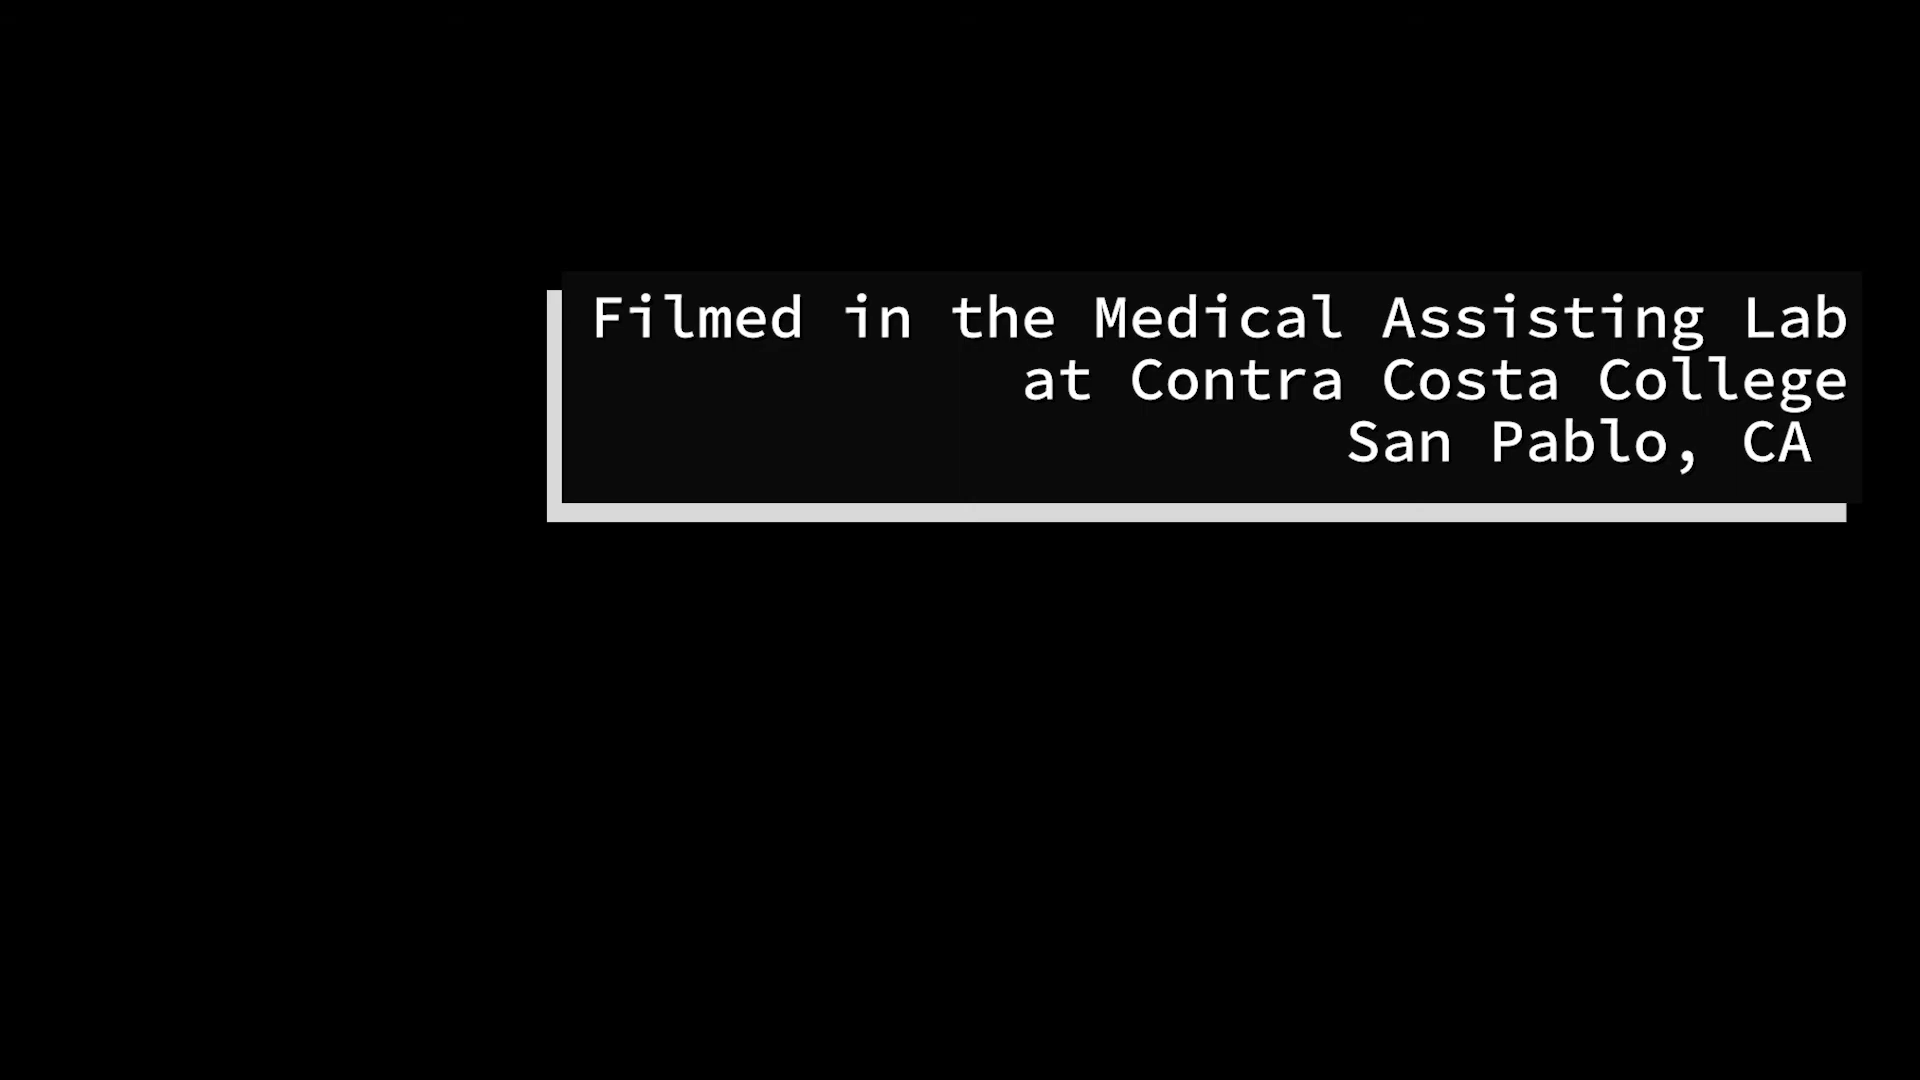 Filmed in the Medical Assisting Lab
at Contra Costa College
San Pablo, CA